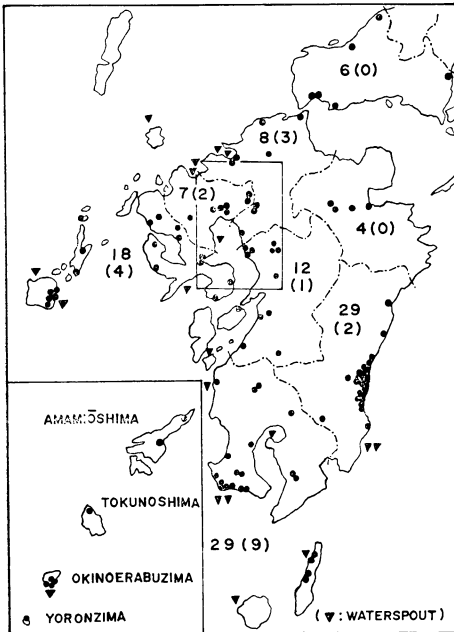 6(0)
8(3)
7(2)
4(0)
18
(4)
12
(1)
29
(2)
AMAMIŌSHIMA
TOKUNOSHIMA
OKINOERABUZIMA
YORONZIMA
29 (9)
(▼: WATERSPOUT)